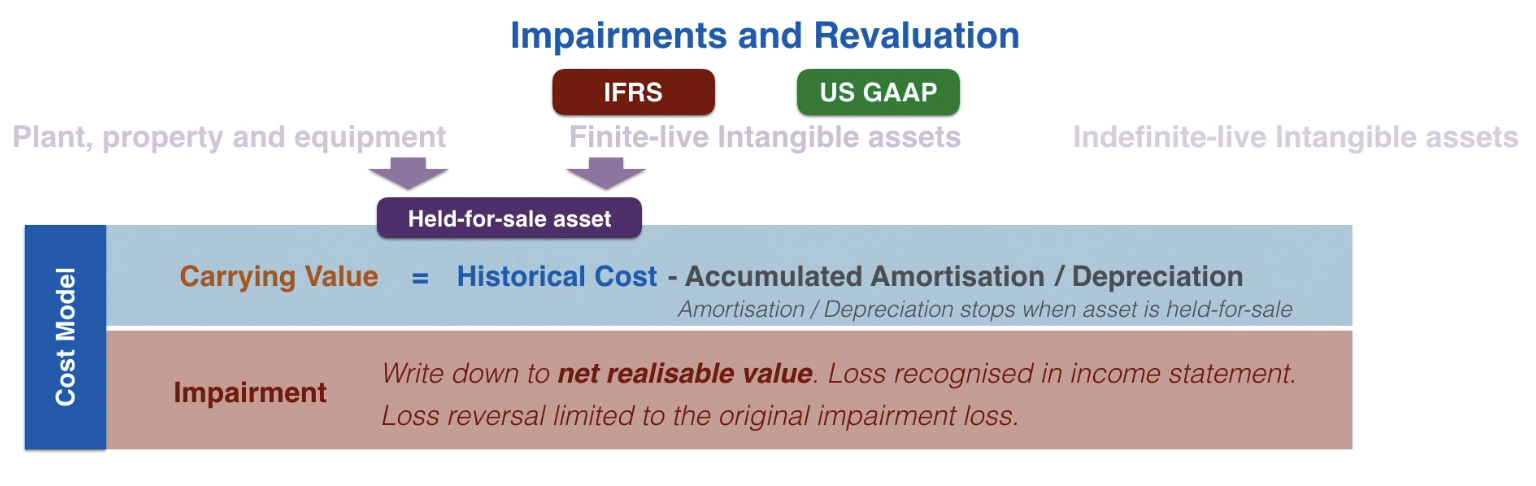 Impairments and Revaluation
IFRS
US GAAP
Plant, property and equipment
Finite-live Intangible assets
Indefinite-live Intangible assets
Held-for-sale asset
Cost Model
Carrying Value = Historical Cost - Accumulated Amortisation / Depreciation
Amortisation / Depreciation stops when asset is held-for-sale
Impairment
Write down to net realisable value. Loss recognised in income statement.
Loss reversal limited to the original impairment loss.